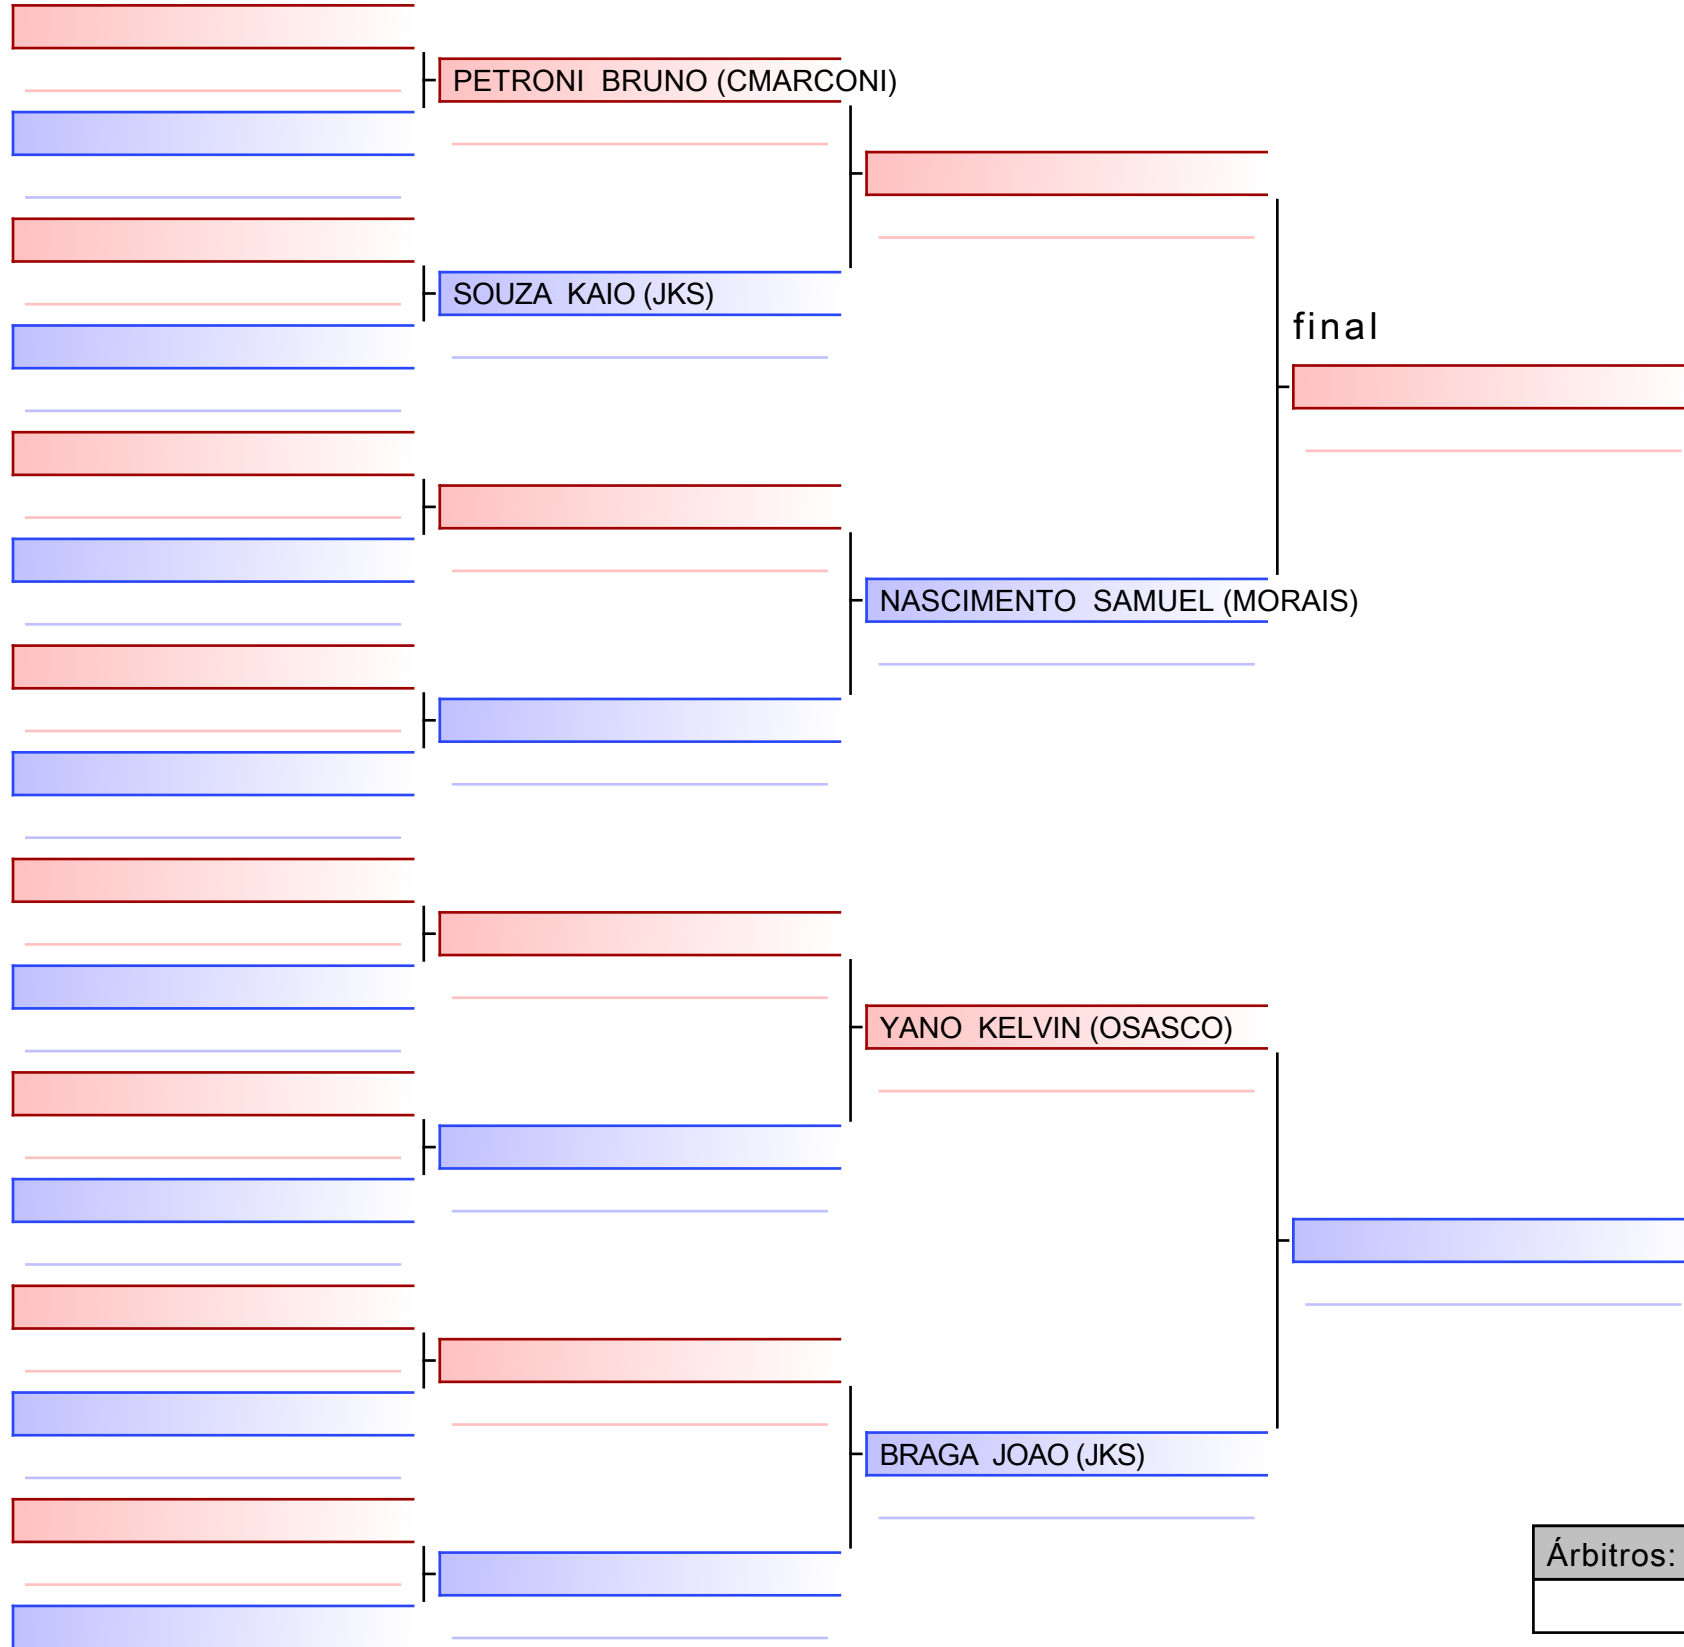 PETRONI  BRUNO (CMARCONI)
SOUZA  KAIO (JKS)
final
NASCIMENTO  SAMUEL (MORAIS)
YANO  KELVIN (OSASCO)
BRAGA  JOAO (JKS)
Árbitros: